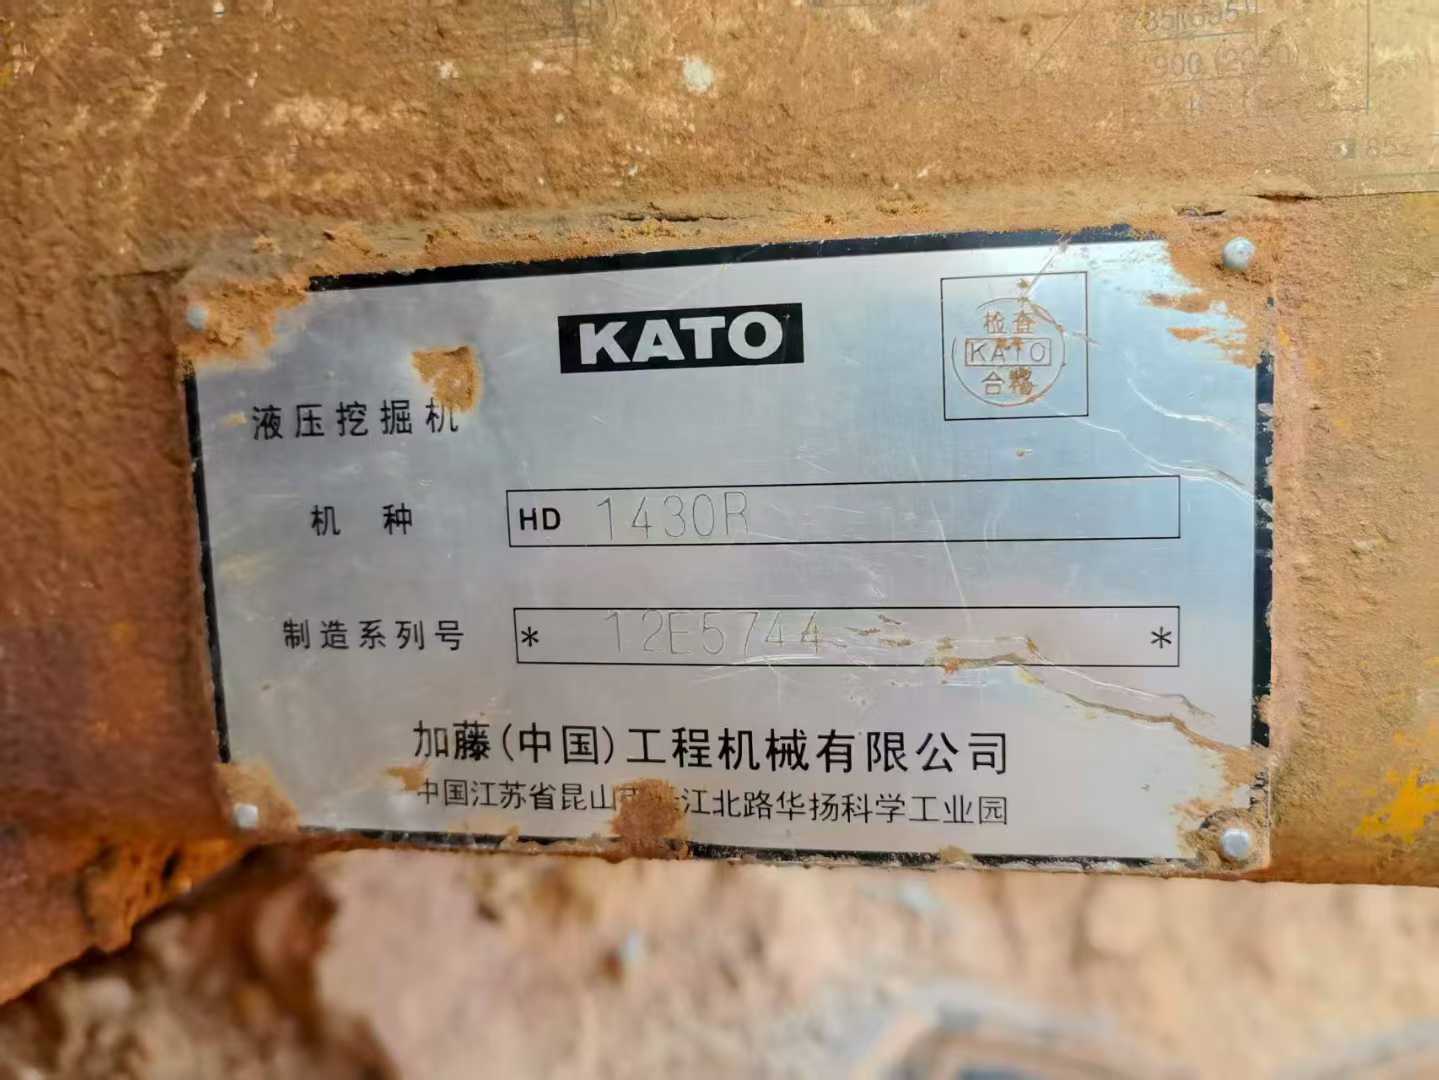 KATO
检查
KATO
合格
液压挖掘机
机 种 HD 1430R
制造系列号 * 12E5744 *
加藤(中国)工程机械有限公司
中国江苏省昆山 江北路华扬科学工业园